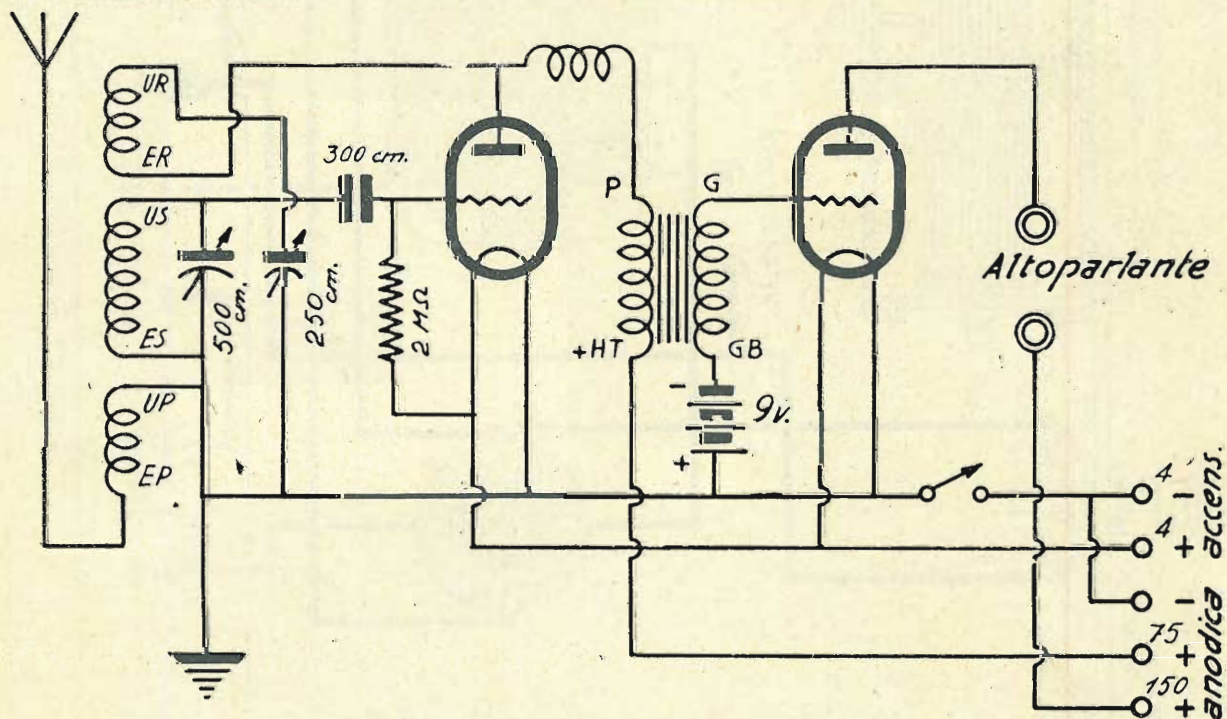 UR
ER
300 cm.
P
G
US
ES
500 cm.
250 cm.
2 MΩ
Altoparlante
+HT
GB
UP
EP
-
9v.
+
4 -
4 +
-
75 +
150 +
accens.
anodica